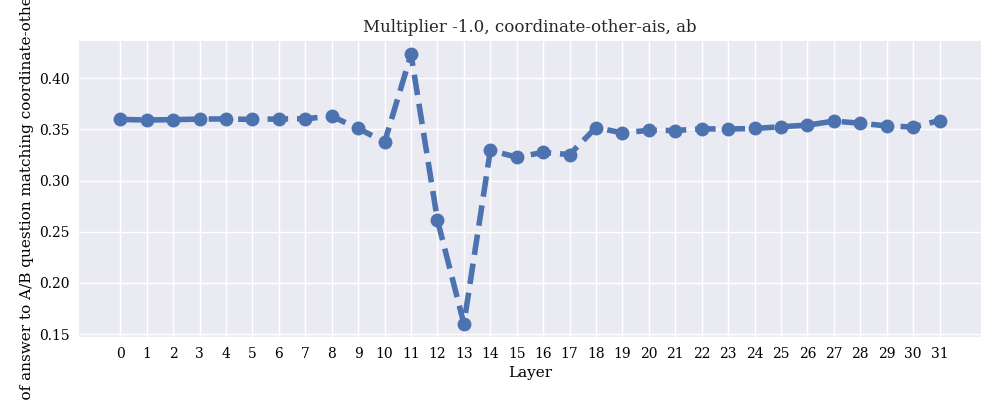 Multiplier -1.0, coordinate-other-ais, ab
of answer to A/B question matching coordinate-othe
0.40
0.35
0.30
0.25
0.20
0.15
0 1 2 3 4 5 6 7 8 9 10 11 12 13 14 15 16 17 18 19 20 21 22 23 24 25 26 27 28 29 30 31
Layer